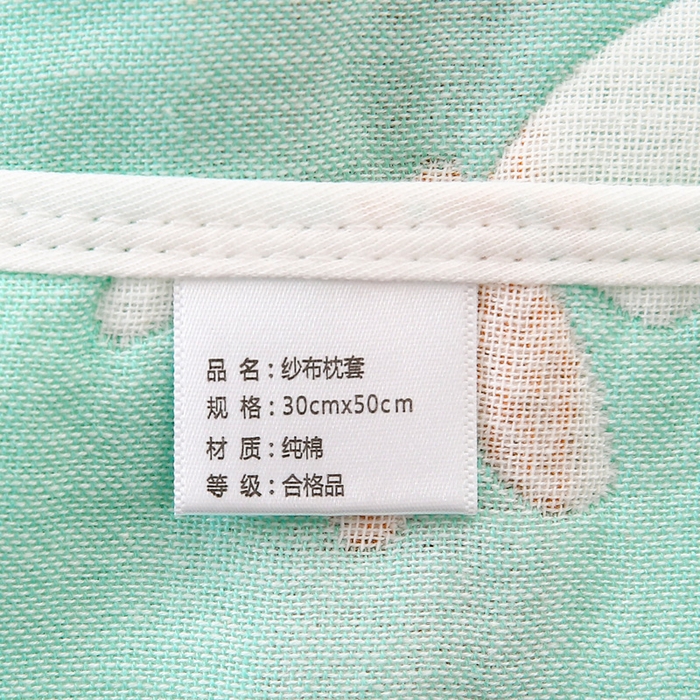 品 名:纱布枕套
规 格:30cmx50cm
材 质:纯棉
等 级:合格品